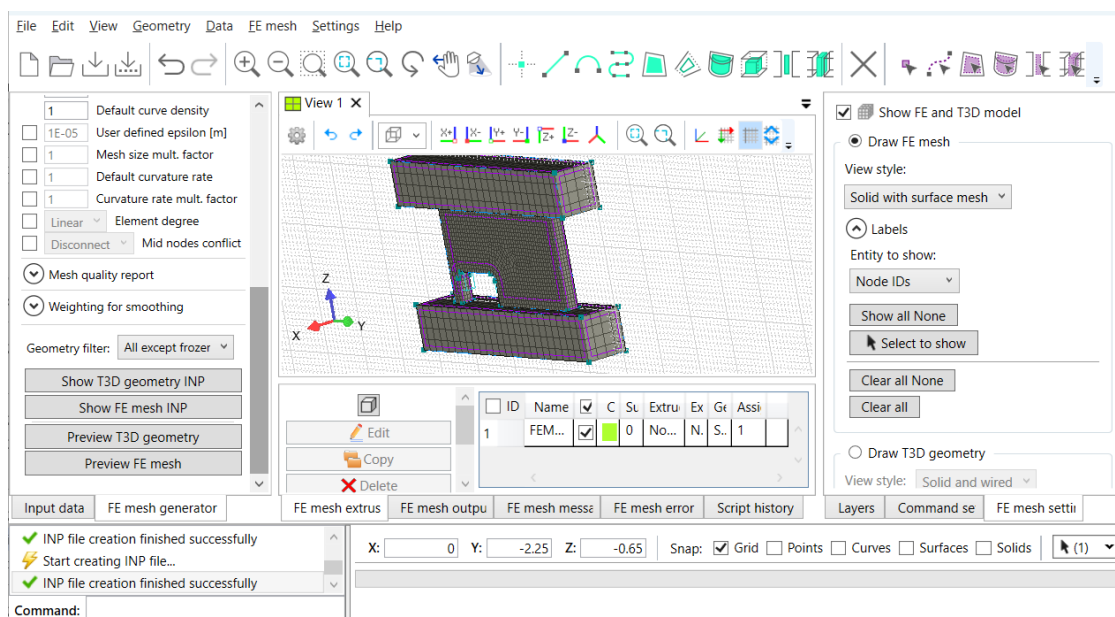 File Edit View Geometry Data FE mesh Settings Help
1 Default curve density
1E-05 User defined epsilon [m]
1 Mesh size mult. factor
1 Default curvature rate
1 Curvature rate mult. factor
Linear Element degree
Disconnect Mid nodes conflict
Mesh quality report
Weighting for smoothing
Geometry filter: All except frozer
Show T3D geometry INP
Show FE mesh INP
Preview T3D geometry
Preview FE mesh
Input data FE mesh generator
View 1
X+ X- Y+ Y- Z+ Z-
Z
X Y
Edit
Copy
Delete
ID Name C Su Extru Ex Ge Assi
1 FEM... 0 No... N. S.. 1
FE mesh extrus FE mesh outpu FE mesh messa FE mesh error Script history
Show FE and T3D model
Draw FE mesh
View style:
Solid with surface mesh
Labels
Entity to show:
Node IDs
Show all None
Select to show
Clear all None
Clear all
Draw T3D geometry
View style: Solid and wired
Layers Command se FE mesh settin
INP file creation finished successfully
Start creating INP file...
INP file creation finished successfully
Command:
X: 0 Y: -2.25 Z: -0.65 Snap: Grid Points Curves Surfaces Solids (1)